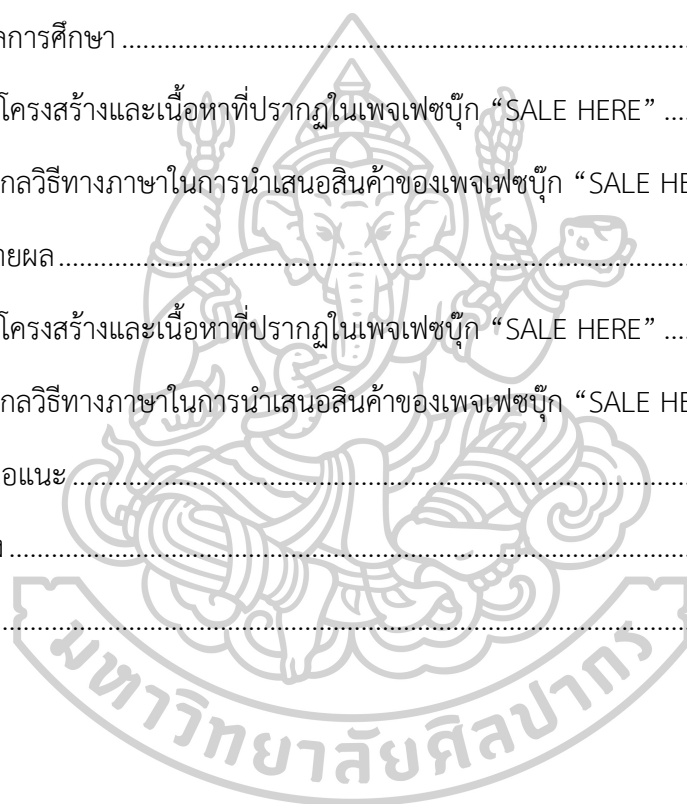 ลการศึกษา ........................................................................................
โครงสร้างและเนื้อหาที่ปรากฏในเพจเฟซบุ๊ก “SALE HERE” .....
กลวิธีทางภาษาในการนำเสนอสินค้าของเพจเฟซบุ๊ก “SALE HE
ายผล ........................................................................................
โครงสร้างและเนื้อหาที่ปรากฏในเพจเฟซบุ๊ก “SALE HERE” .....
กลวิธีทางภาษาในการนำเสนอสินค้าของเพจเฟซบุ๊ก “SALE HE
อแนะ ........................................................................................
........................................................................................
........................................................................................
มหาวิทยาลัยศิลปากร